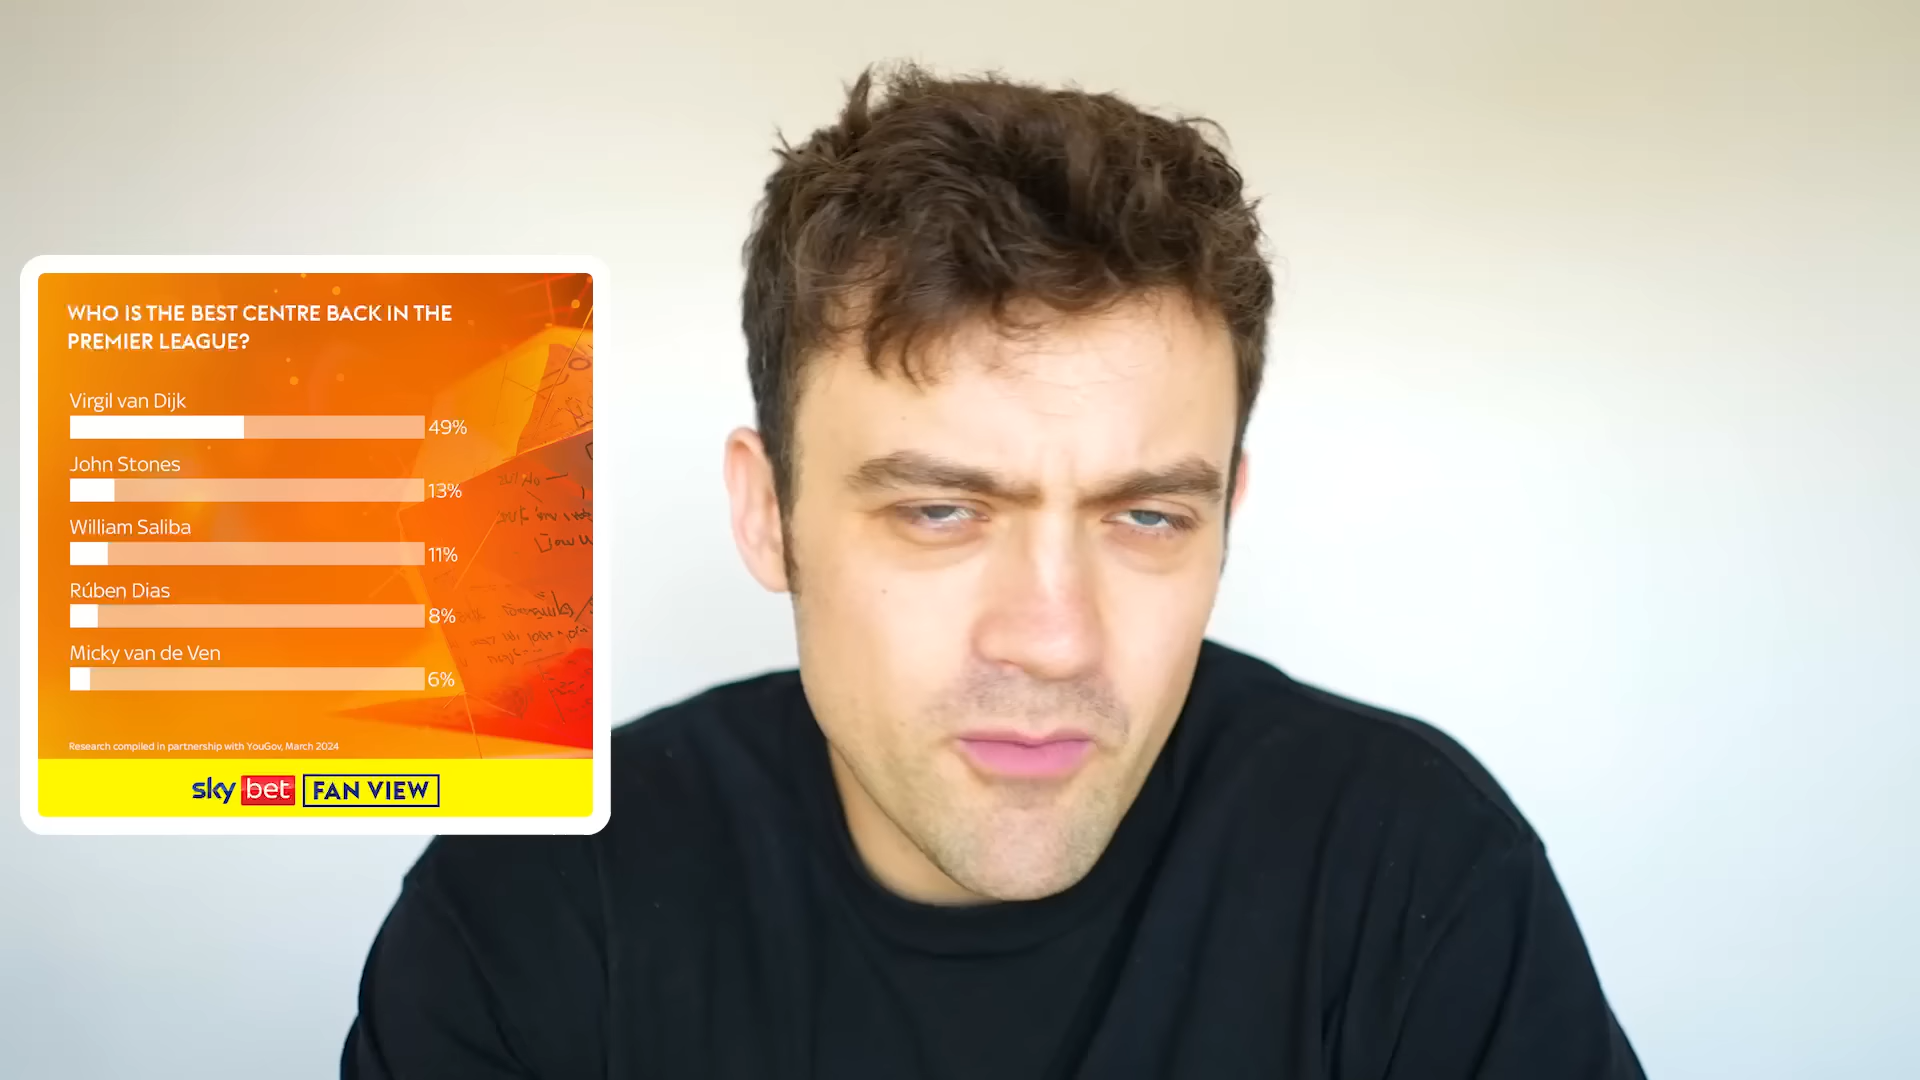 WHO IS THE BEST CENTRE BACK IN THE
PREMIER LEAGUE?
Virgil van Dijk
49%
John Stones
13%
William Saliba
11%
Rúben Dias
8%
Micky van de Ven
6%
Research compiled in partnership with YouGov, March 2024
sky bet FAN VIEW